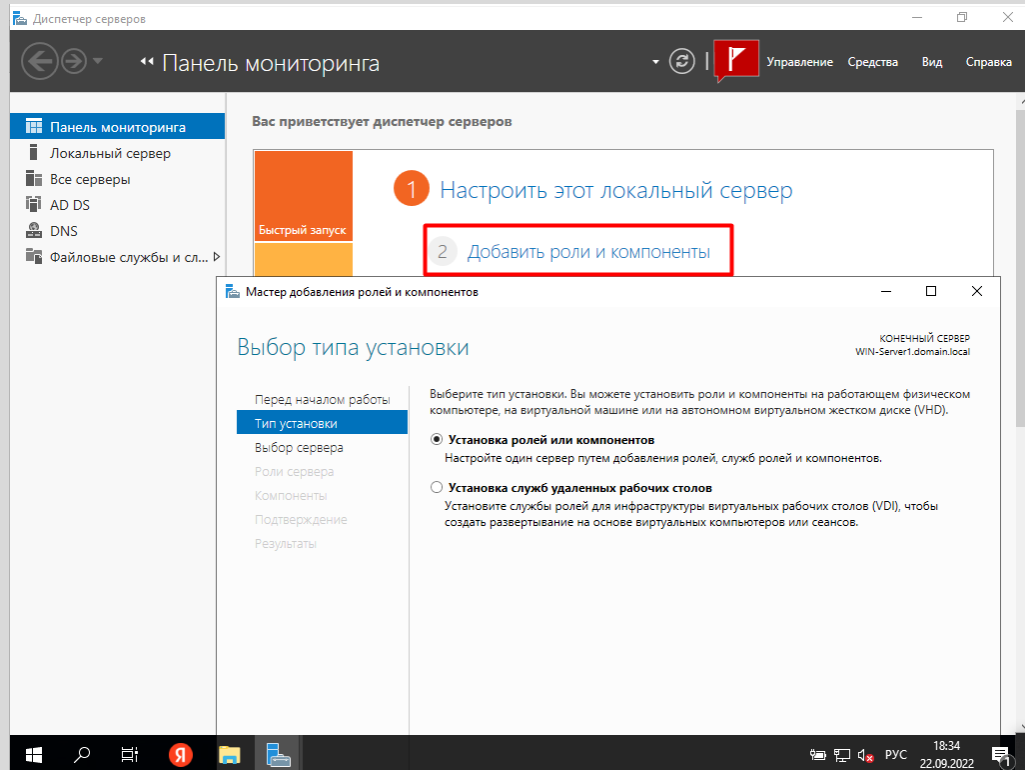 Диспетчер серверов
Панель мониторинга
Управление Средства Вид Справка
Панель мониторинга
Локальный сервер
Все серверы
AD DS
DNS
Файловые службы и сл...
Вас приветствует диспетчер серверов
Быстрый запуск
1 Настроить этот локальный сервер
2 Добавить роли и компоненты
Мастер добавления ролей и компонентов
Выбор типа установки
КОНЕЧНЫЙ СЕРВЕР
WIN-Server1.domain.local
Перед началом работы
Тип установки
Выбор сервера
Роли сервера
Компоненты
Подтверждение
Результаты
Выберите тип установки. Вы можете установить роли и компоненты на работающем физическом
компьютере, на виртуальной машине или на автономном виртуальном жестком диске (VHD).
Установка ролей или компонентов
Настройте один сервер путем добавления ролей, служб ролей и компонентов.
Установка служб удаленных рабочих столов
Установите службы ролей для инфраструктуры виртуальных рабочих столов (VDI), чтобы
создать развертывание на основе виртуальных компьютеров или сеансов.
Я
РУС
18:34
22.09.2022
1